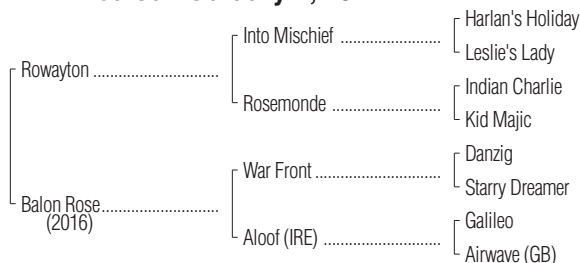 Harlan's Holiday
Into Mischief
Leslie's Lady
Rowayton
Indian Charlie
Rosemonde
Kid Majic
Danzig
War Front
Starry Dreamer
Balon Rose
(2016)
Galileo
Aloof (IRE)
Airwave (GB)